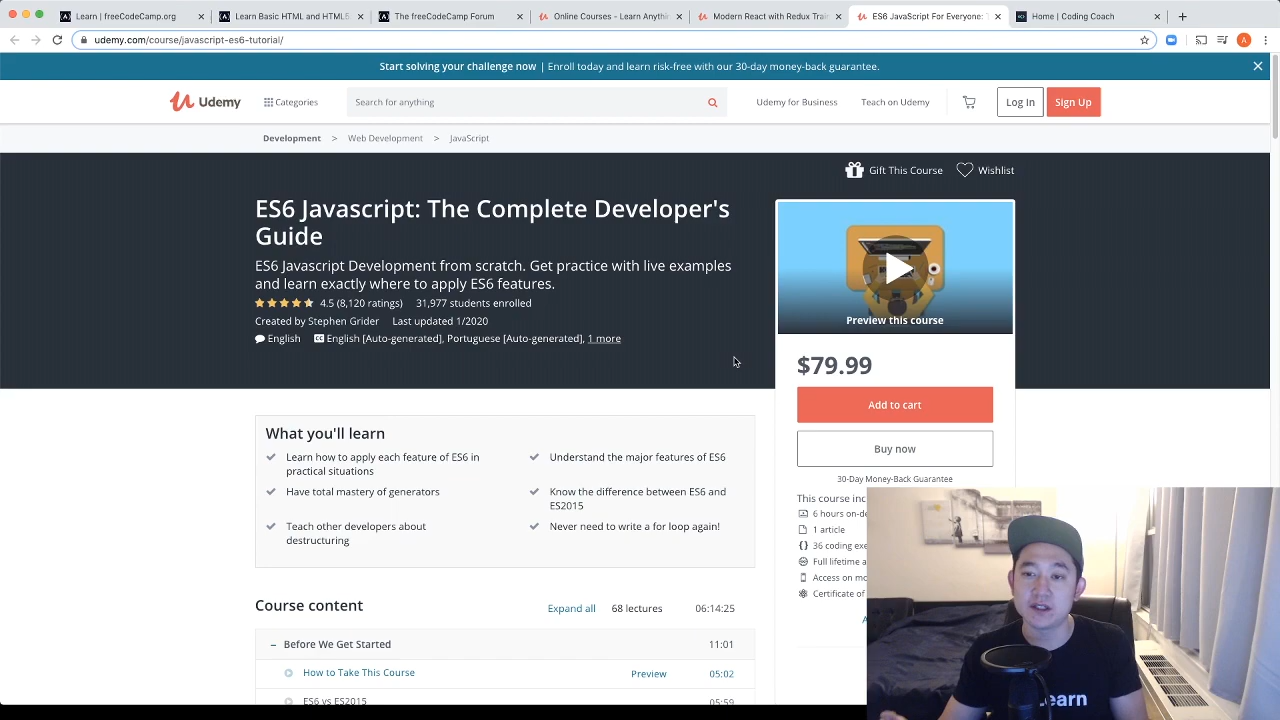 Learn | freeCodeCamp.org
Learn Basic HTML and HTML5
The freeCodeCamp Forum
Online Courses - Learn Anythin
Modern React with Redux Train
ES6 JavaScript For Everyone: T
Home | Coding Coach
udemy.com/course/javascript-es6-tutorial/
A
Start solving your challenge now | Enroll today and learn risk-free with our 30-day money-back guarantee.
Udemy
Categories
Search for anything
Udemy for Business
Teach on Udemy
Log In
Sign Up
Development > Web Development > JavaScript
Gift This Course
Wishlist
ES6 Javascript: The Complete Developer's
Guide
ES6 Javascript Development from scratch. Get practice with live examples
and learn exactly where to apply ES6 features.
4.5 (8,120 ratings) 31,977 students enrolled
Created by Stephen Grider Last updated 1/2020
English CC English [Auto-generated], Portuguese [Auto-generated], 1 more
Preview this course
$79.99
Add to cart
Buy now
30-Day Money-Back Guarantee
This course inc
6 hours on-de
1 article
36 coding exe
Full lifetime a
Access on mo
Certificate of
What you'll learn
Learn how to apply each feature of ES6 in
practical situations
Understand the major features of ES6
Have total mastery of generators
Know the difference between ES6 and
ES2015
Teach other developers about
destructuring
Never need to write a for loop again!
Course content
Expand all
68 lectures
06:14:25
Before We Get Started
11:01
How to Take This Course
Preview
05:02
ES6 vs ES2015
05:59
learn